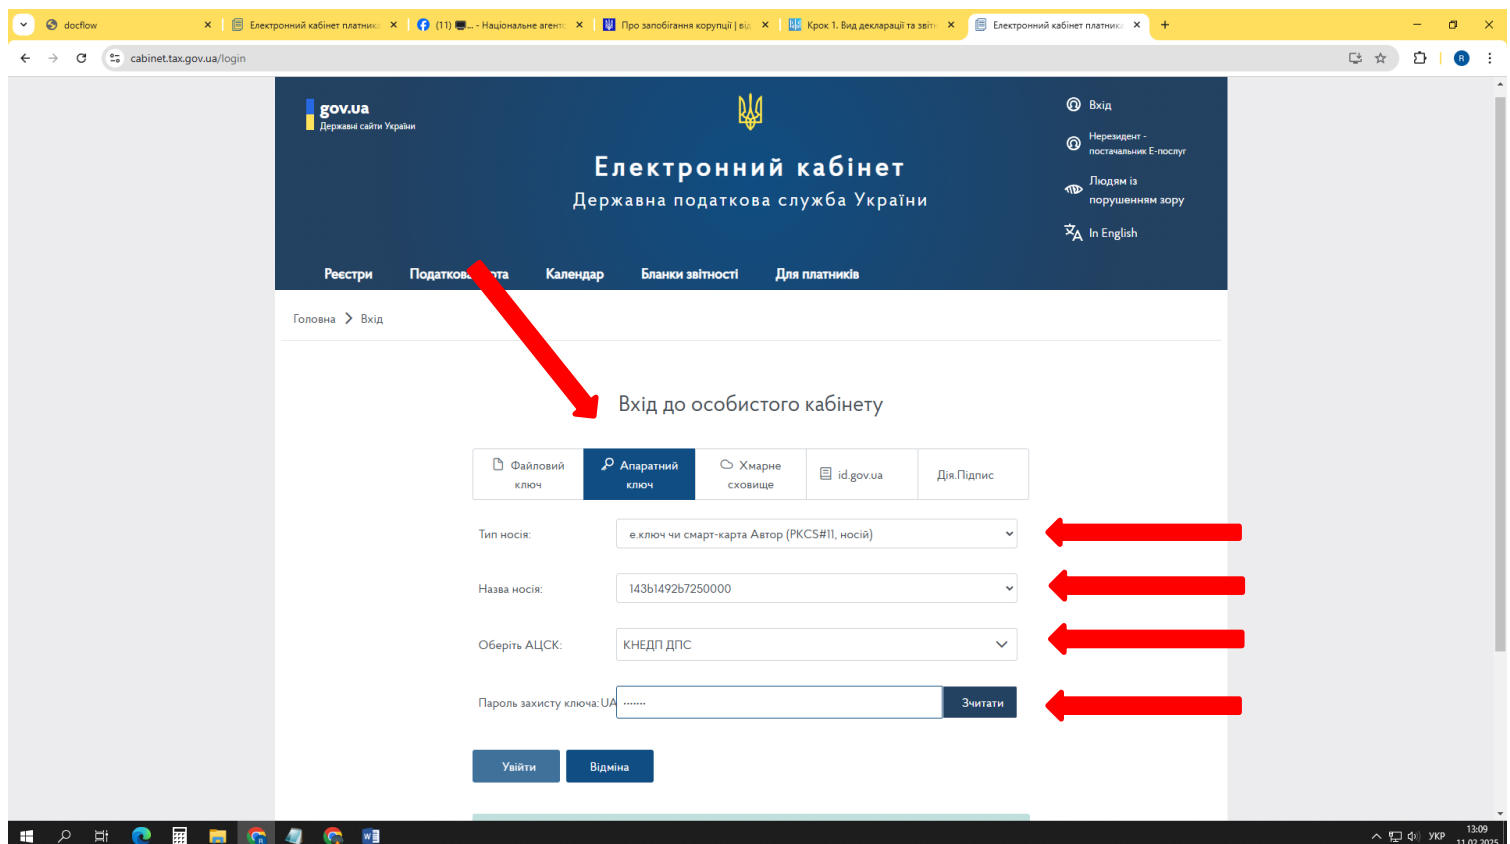 docflow
Електронний кабінет платника
(11) ... - Національне агентс
Про запобігання корупції | від
Крок 1. Вид декларації та звітн
Електронний кабінет платника
cabinet.tax.gov.ua/login
R
gov.ua
Державні сайти України
Вхід
Нерезидент -
постачальник Е-послуг
Електронний кабінет
Людям із
порушенням зору
Державна податкова служба України
In English
Реєстри Податкова Календар Бланки звітності Для платників
Головна Вхід
Вхід до особистого кабінету
Файловий
ключ
Апаратний
ключ
Хмарне
сховище
id.gov.ua
Дія.Підпис
Тип носія: е.ключ чи смарт-карта Автор (PKCS#11, носій)
Назва носія: 143b1492b7250000
Оберіть АЦСК: КНЕДП ДПС
Пароль захисту ключа: UA ······· Зчитати
Увійти Відміна
УКР 13:09
11.02.2025